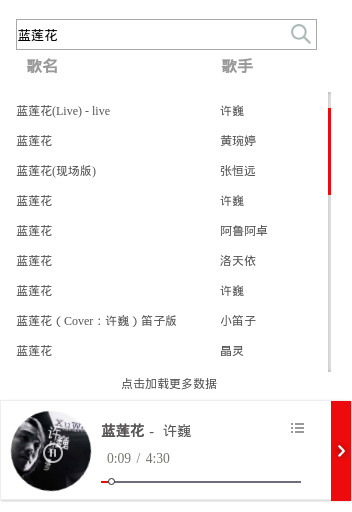 蓝莲花
歌名 歌手
蓝莲花(Live) - live 许巍
蓝莲花 黄琬婷
蓝莲花(现场版) 张恒远
蓝莲花 许巍
蓝莲花 阿鲁阿卓
蓝莲花 洛天依
蓝莲花 许巍
蓝莲花（Cover：许巍）笛子版 小笛子
蓝莲花 晶灵
点击加载更多数据
蓝莲花 - 许巍
0:09 / 4:30
许巍